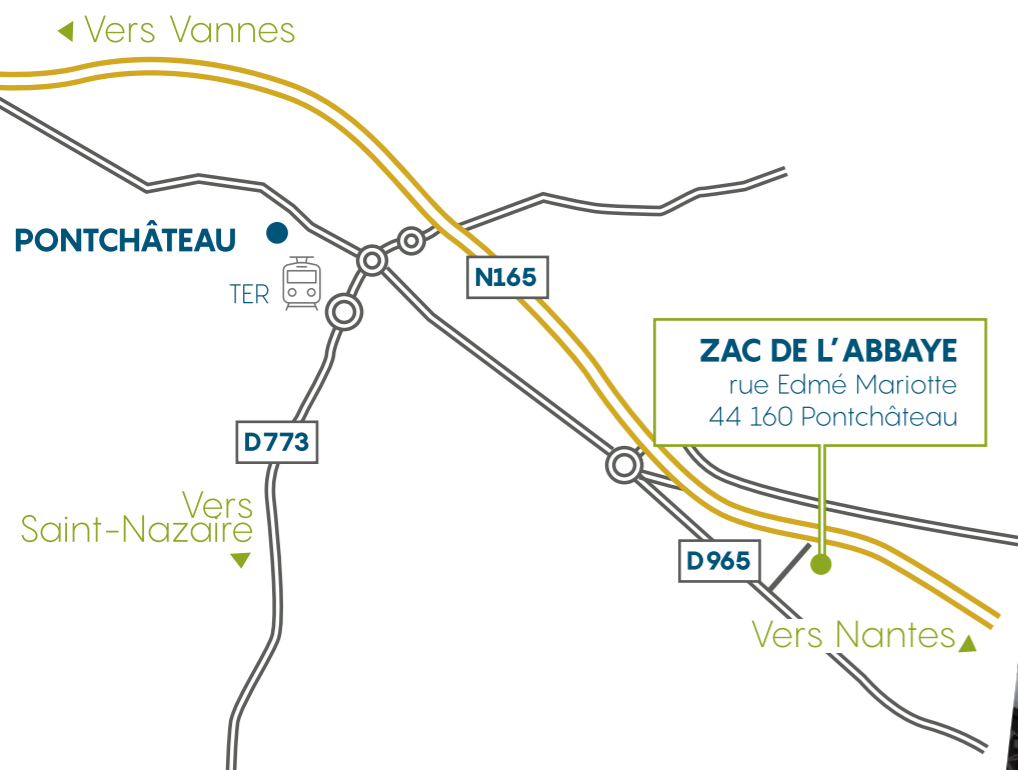 Vers Vannes
PONTCHÂTEAU
TER
N165
ZAC DE L'ABBAYE
rue Edmé Mariotte
44 160 Pontchâteau
D773
Vers
Saint-Nazaire
D965
Vers Nantes